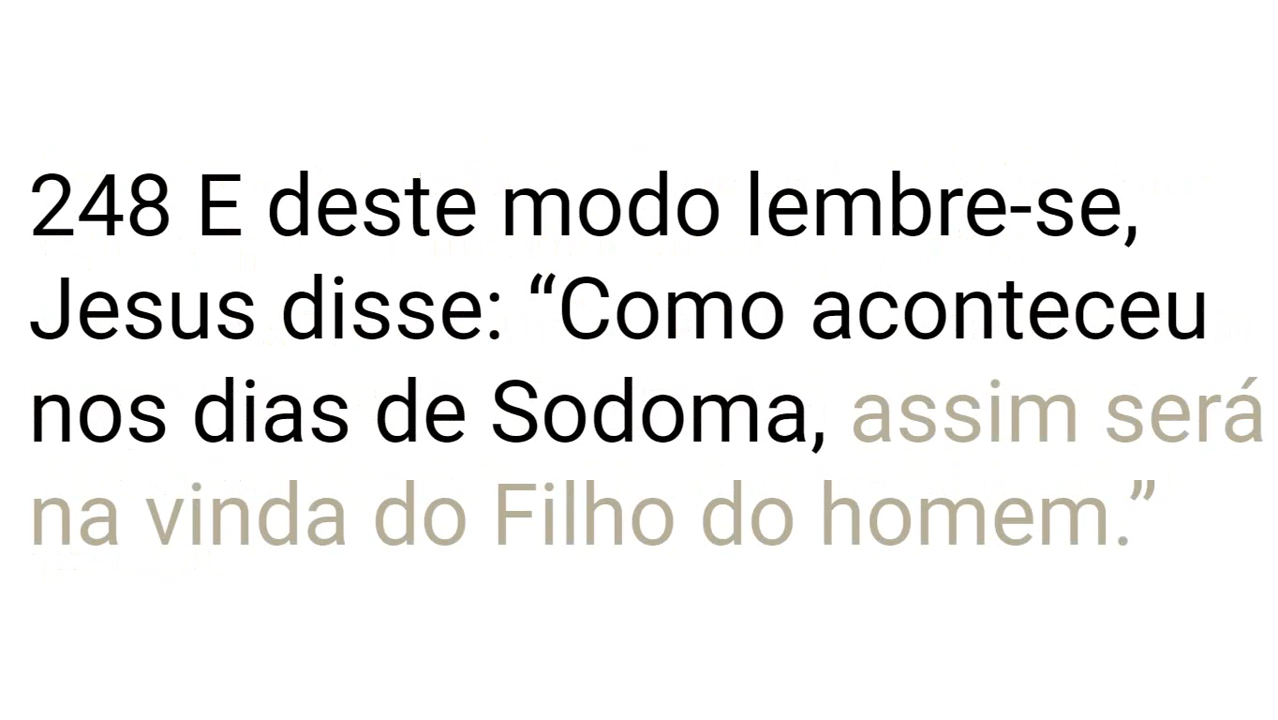 248 E deste modo lembre-se,
Jesus disse: “Como aconteceu
nos dias de Sodoma, assim será
na vinda do Filho do homem.”